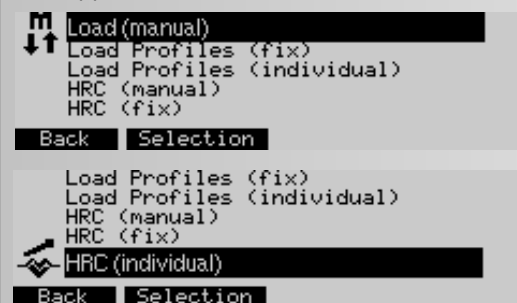 M
Load (manual)
Load Profiles (fix)
Load Profiles (individual)
HRC (manual)
HRC (fix)
Back Selection
Load Profiles (fix)
Load Profiles (individual)
HRC (manual)
HRC (fix)
HRC (individual)
Back Selection